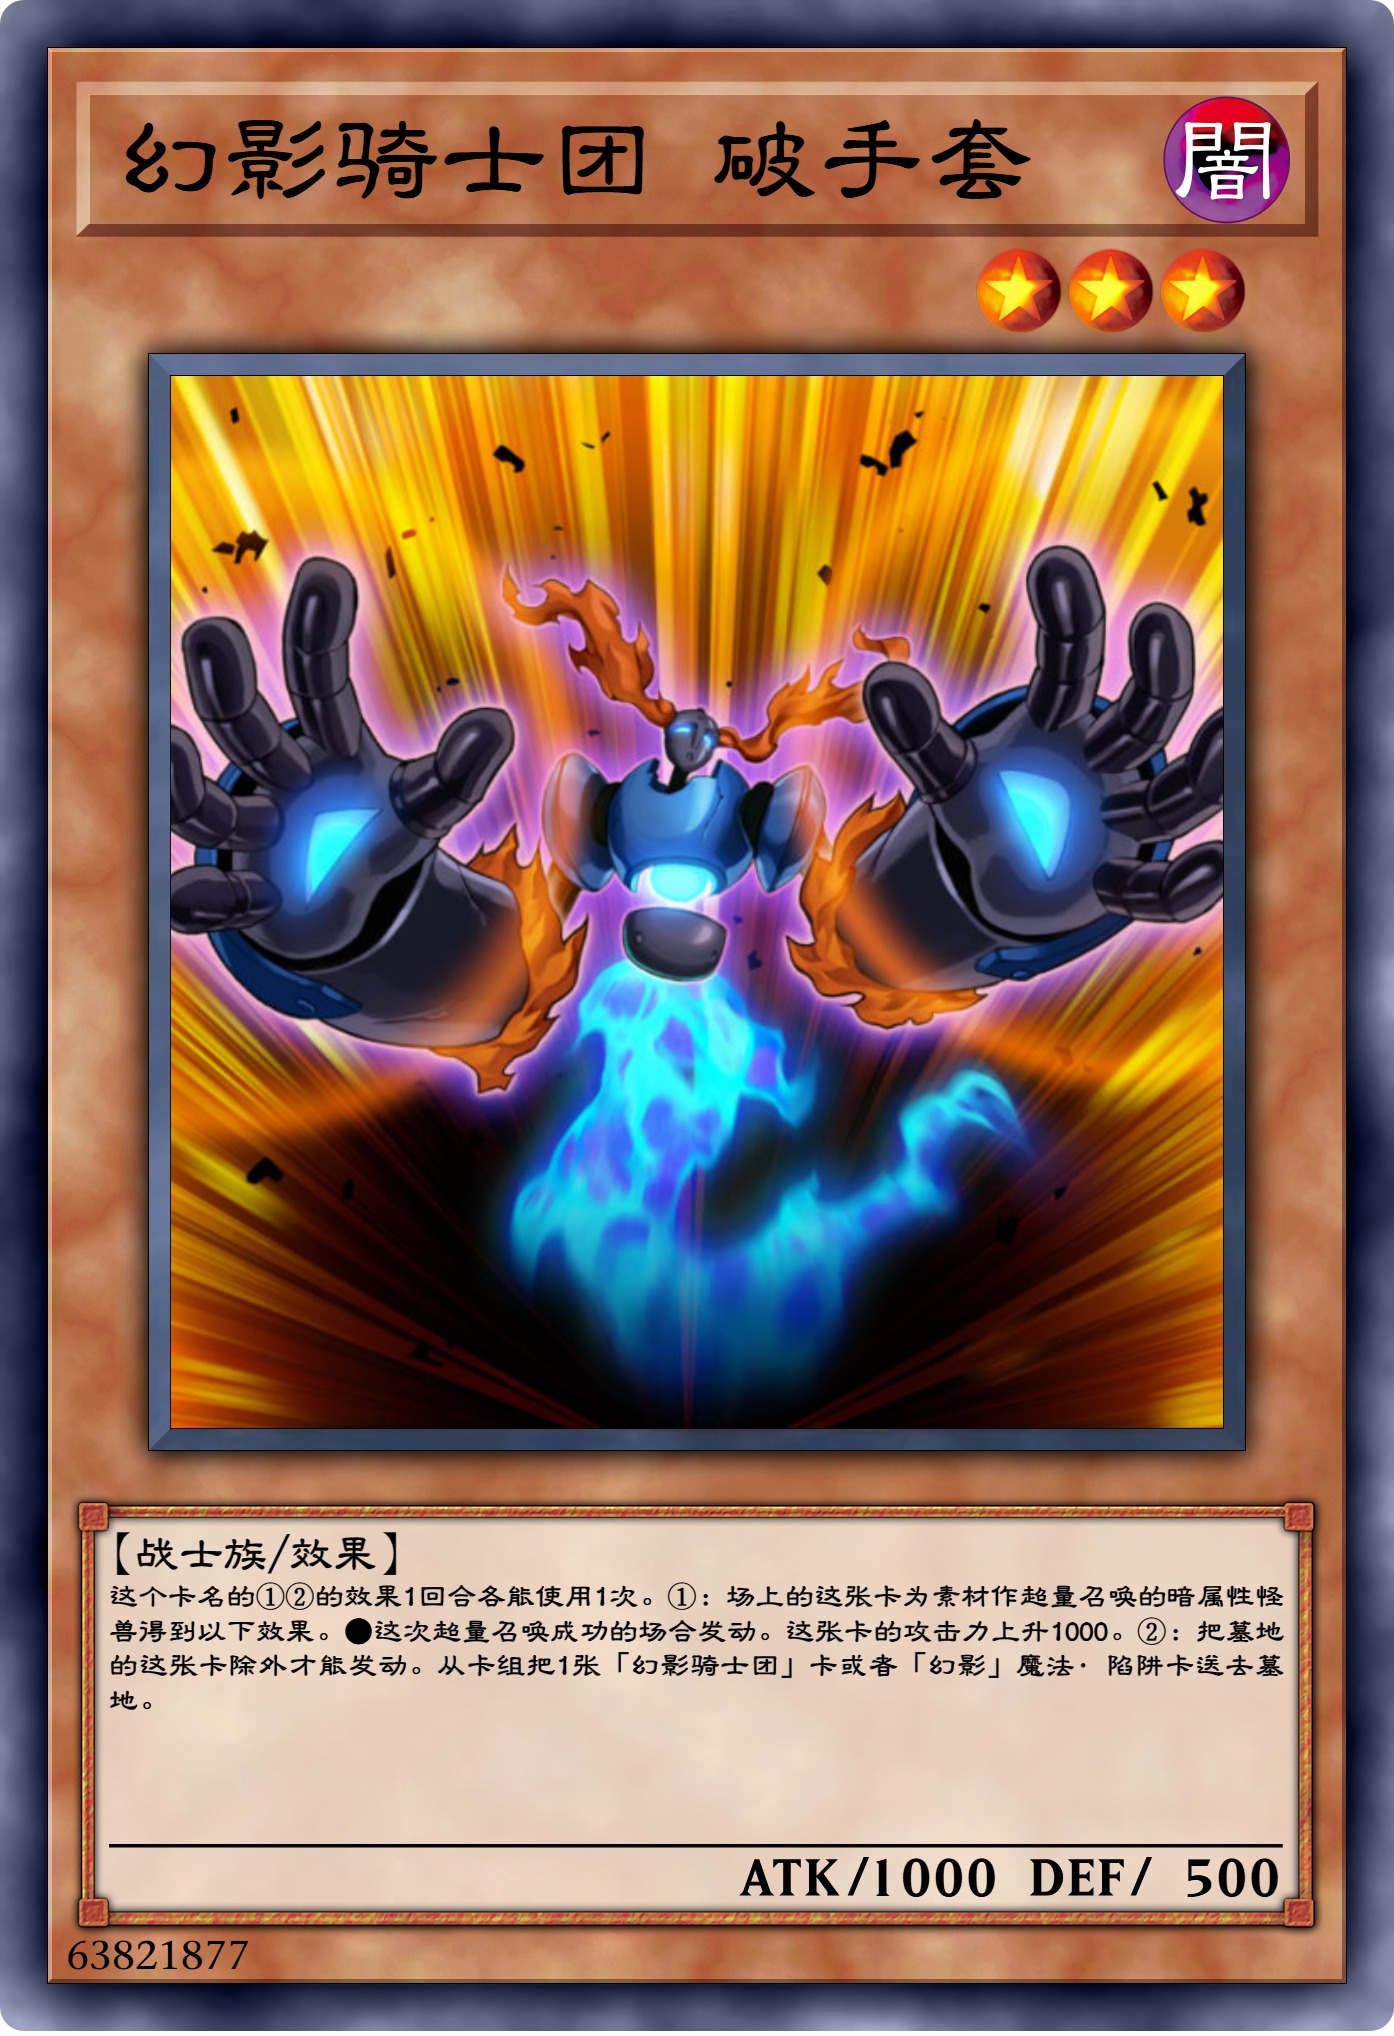 幻影骑士团 破手套
闇
【战士族/效果】
这个卡名的①②的效果1回合各能使用1次。①：场上的这张卡为素材作超量召唤的暗属性怪
兽得到以下效果。●这次超量召唤成功的场合发动。这张卡的攻击力上升1000。②：把墓地
的这张卡除外才能发动。从卡组把1张「幻影骑士团」卡或者「幻影」魔法·陷阱卡送去墓
地。
ATK/1000 DEF/ 500
63821877